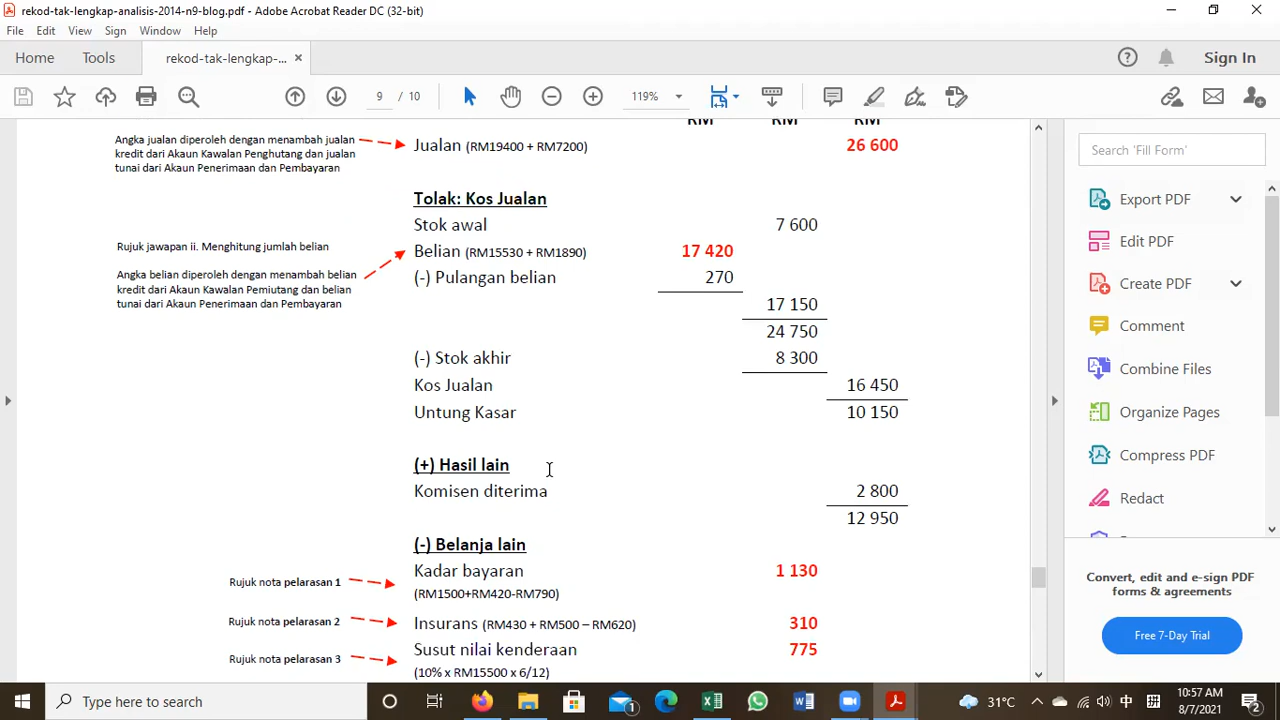 rekod-tak-lengkap-analisis-2014-n9-blog.pdf - Adobe Acrobat Reader DC (32-bit)
File Edit View Sign Window Help
Home Tools rekod-tak-lengkap-... × Sign In
9 / 10 119%
RM RM RM
Angka jualan diperoleh dengan menambah jualan
kredit dari Akaun Kawalan Penghutang dan jualan
tunai dari Akaun Penerimaan dan Pembayaran
Jualan (RM19400 + RM7200) 26 600
Tolak: Kos Jualan
Stok awal 7 600
Rujuk jawapan ii. Menghitung jumlah belian
Belian (RM15530 + RM1890) 17 420
Angka belian diperoleh dengan menambah belian
kredit dari Akaun Kawalan Pemiutang dan belian
tunai dari Akaun Penerimaan dan Pembayaran
(-) Pulangan belian 270
17 150
24 750
(-) Stok akhir 8 300
Kos Jualan 16 450
Untung Kasar 10 150
(+) Hasil lain
Komisen diterima 2 800
12 950
(-) Belanja lain
Rujuk nota pelarasan 1
Kadar bayaran 1 130
(RM1500+RM420-RM790)
Rujuk nota pelarasan 2
Insurans (RM430 + RM500 – RM620) 310
Rujuk nota pelarasan 3
Susut nilai kenderaan 775
(10% x RM15500 x 6/12)
Search 'Fill Form'
Export PDF
Edit PDF
Create PDF
Comment
Combine Files
Organize Pages
Compress PDF
Redact
Convert, edit and e-sign PDF
forms & agreements
Free 7-Day Trial
Type here to search
1
31°C
中
拼
10:57 AM
8/7/2021
2